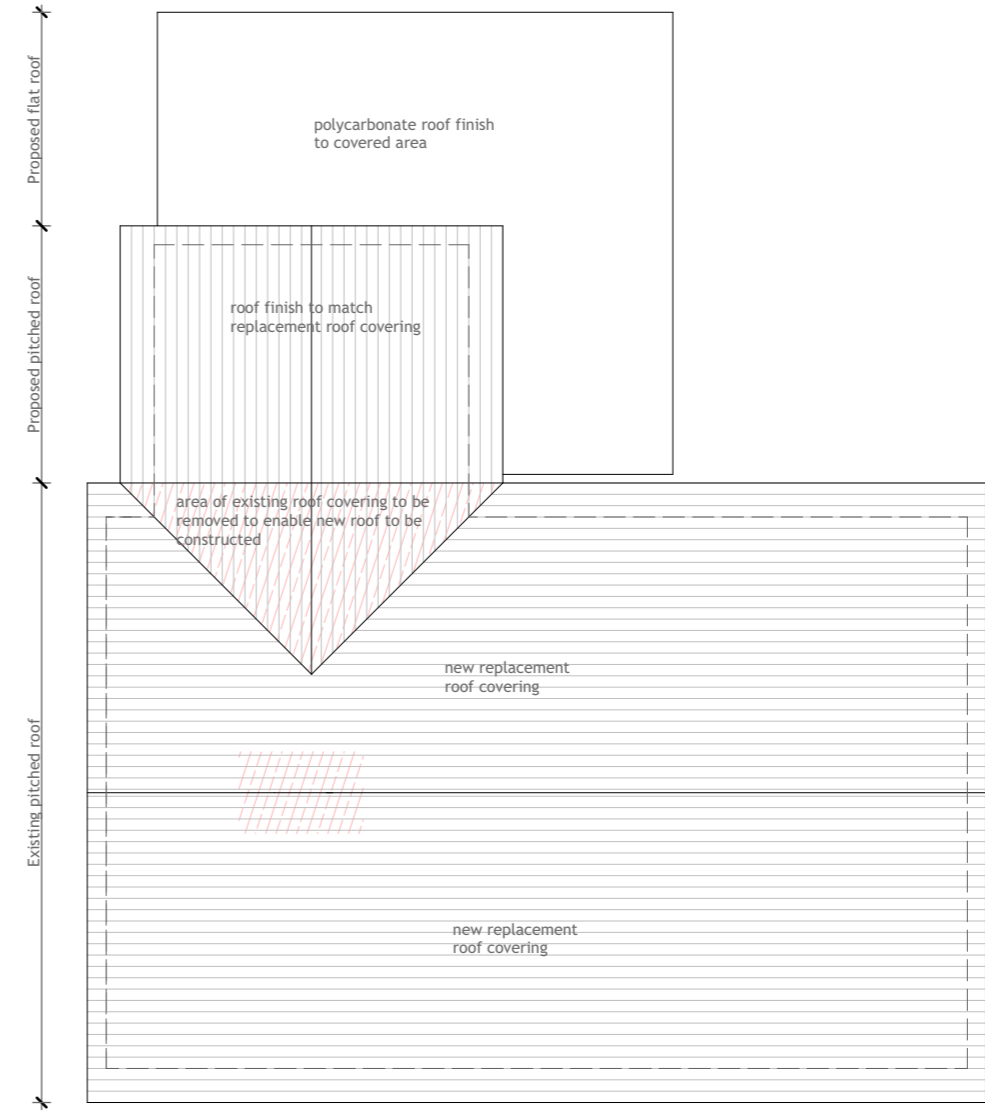 Proposed flat roof
polycarbonate roof finish
to covered area
Proposed pitched roof
roof finish to match
replacement roof covering
area of existing roof covering to be
removed to enable new roof to be
constructed
Existing pitched roof
new replacement
roof covering
new replacement
roof covering